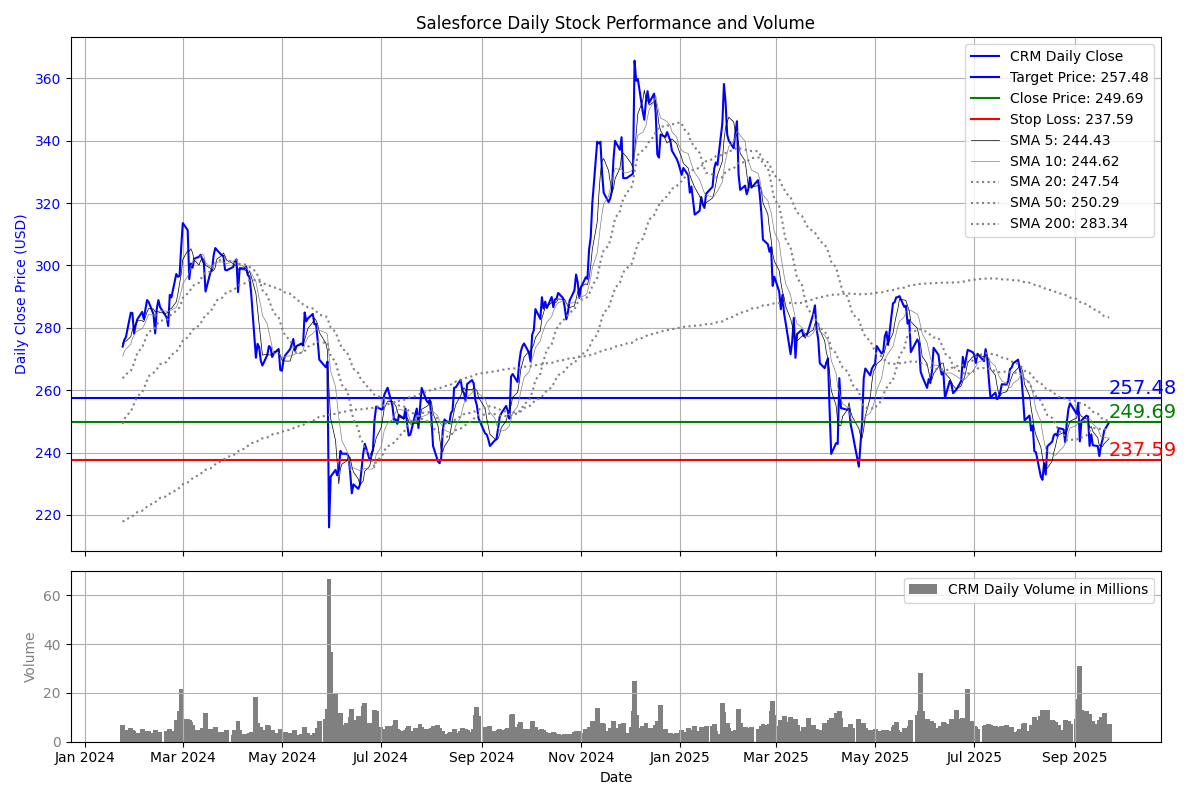 Salesforce Daily Stock Performance and Volume
Daily Close Price (USD)
360
340
320
300
280
260
240
220
CRM Daily Close
Target Price: 257.48
Close Price: 249.69
Stop Loss: 237.59
SMA 5: 244.43
SMA 10: 244.62
SMA 20: 247.54
SMA 50: 250.29
SMA 200: 283.34
257.48
249.69
237.59
Volume
60
40
20
0
CRM Daily Volume in Millions
Jan 2024 Mar 2024 May 2024 Jul 2024 Sep 2024 Nov 2024 Jan 2025 Mar 2025 May 2025 Jul 2025 Sep 2025
Date